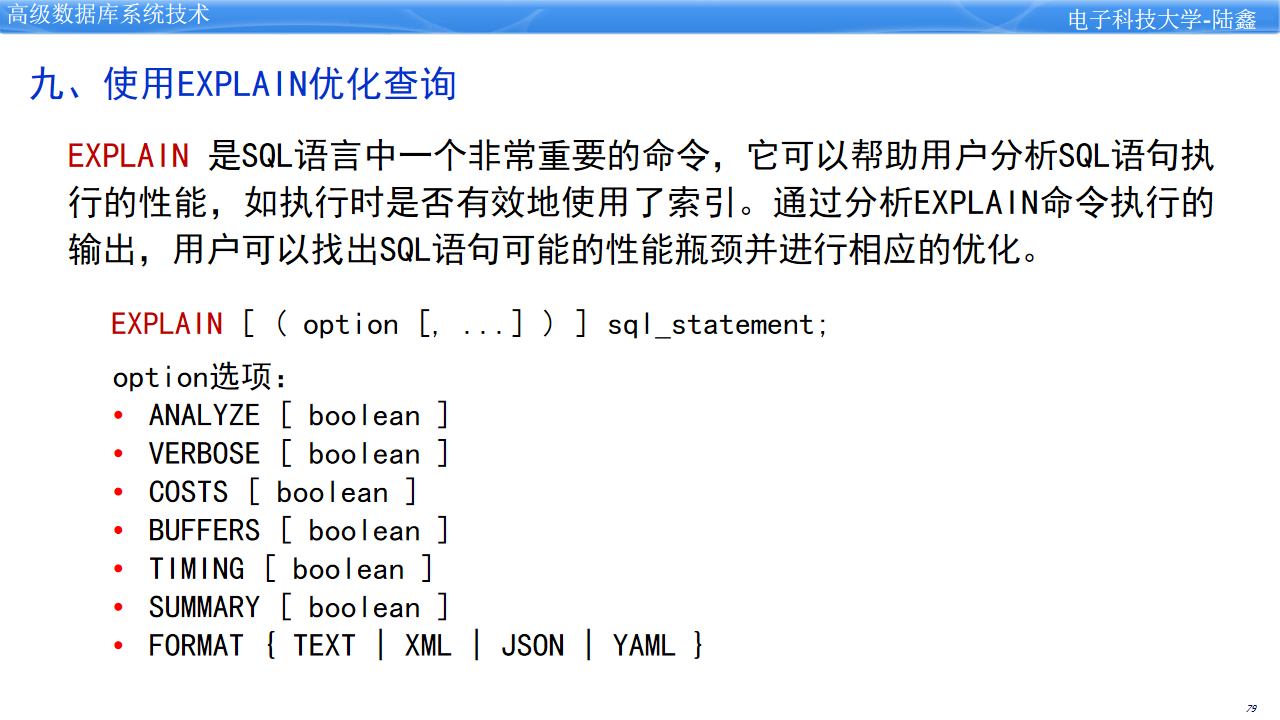 高级数据库系统技术
电子科技大学-陆鑫
九、使用EXPLAIN优化查询
EXPLAIN 是SQL语言中一个非常重要的命令，它可以帮助用户分析SQL语句执
行的性能，如执行时是否有效地使用了索引。通过分析EXPLAIN命令执行的
输出，用户可以找出SQL语句可能的性能瓶颈并进行相应的优化。
EXPLAIN [ ( option [, ...] ) ] sql_statement;
option选项：
• ANALYZE [ boolean ]
• VERBOSE [ boolean ]
• COSTS [ boolean ]
• BUFFERS [ boolean ]
• TIMING [ boolean ]
• SUMMARY [ boolean ]
• FORMAT { TEXT | XML | JSON | YAML }
79